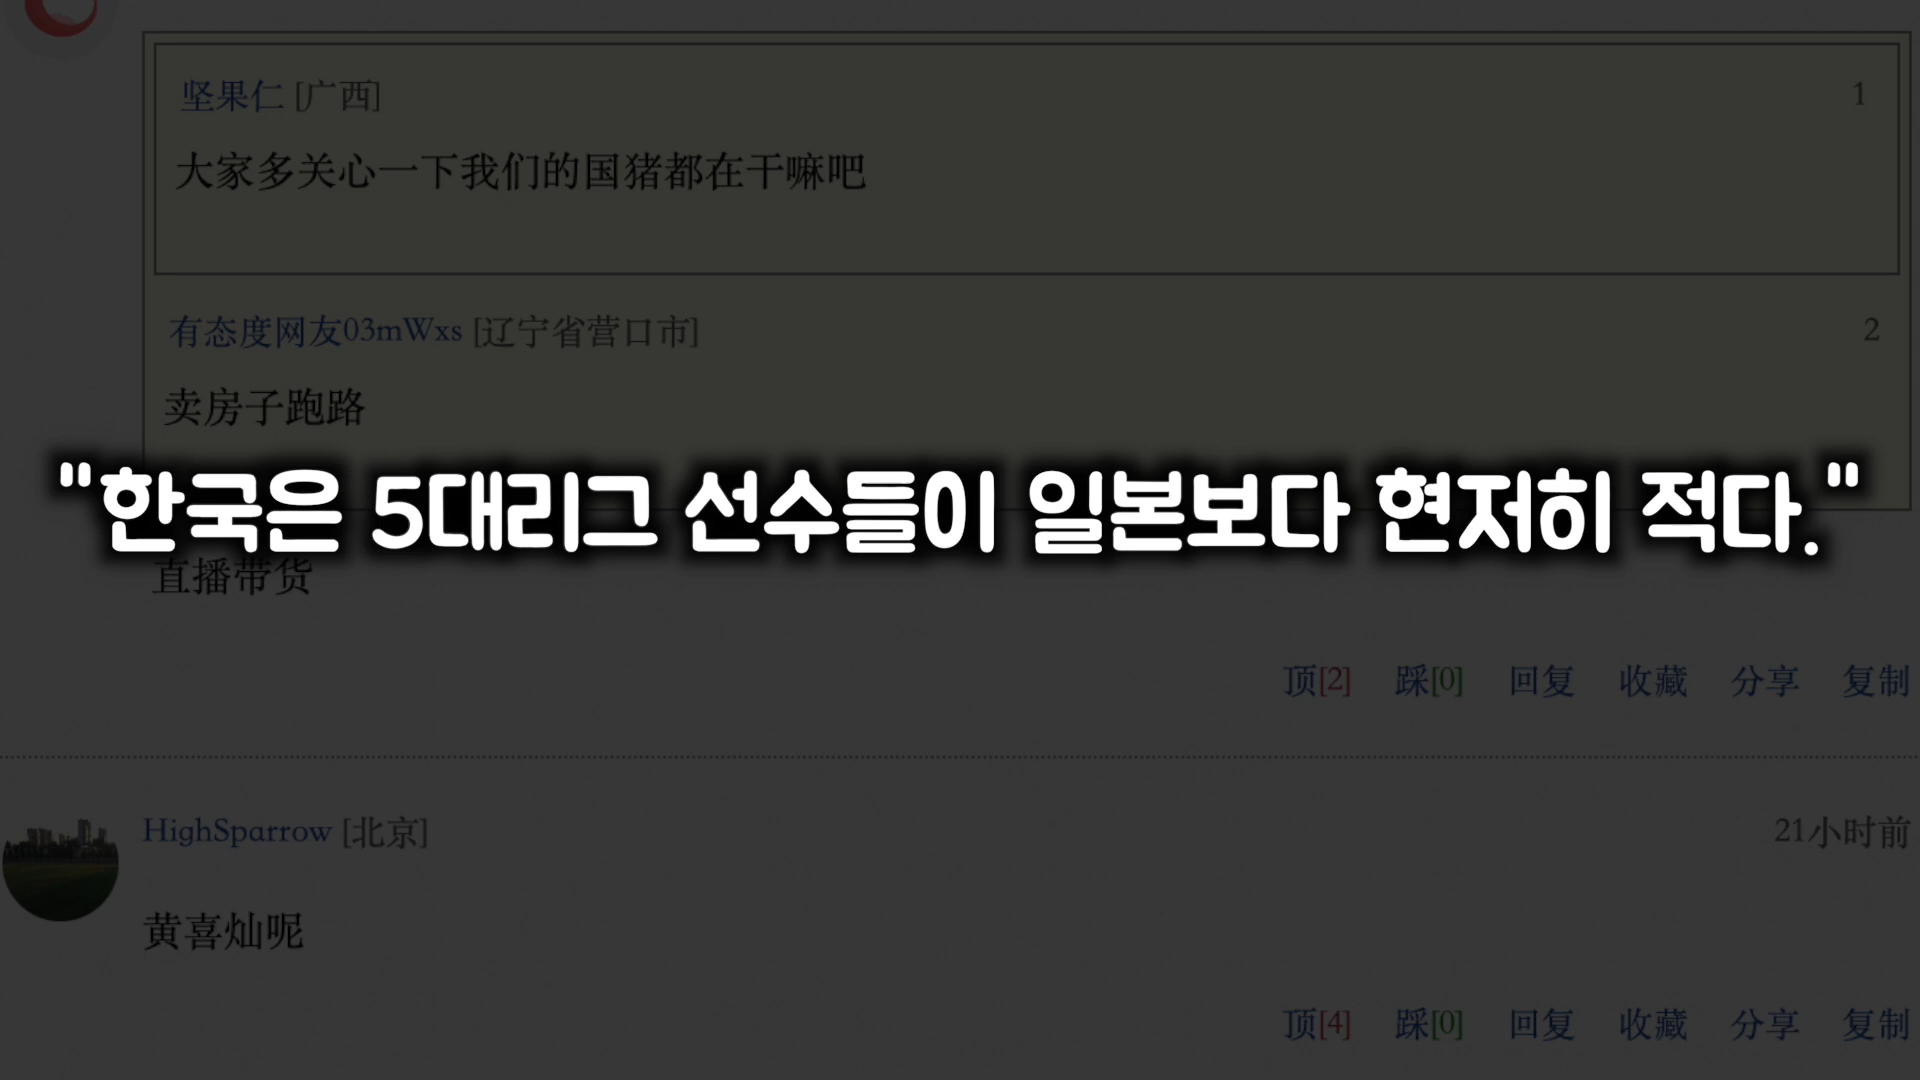 坚果仁 [广西] 1
大家多关心一下我们的国猪都在干嘛吧
有态度网友03mWxs [辽宁省营口市] 2
卖房子跑路
"한국은 5대리그 선수들이 일본보다 현저히 적다."
直播带货
顶[2] 踩[0] 回复 收藏 分享 复制
HighSparrow [北京] 21小时前
黄喜灿呢
顶[4] 踩[0] 回复 收藏 分享 复制